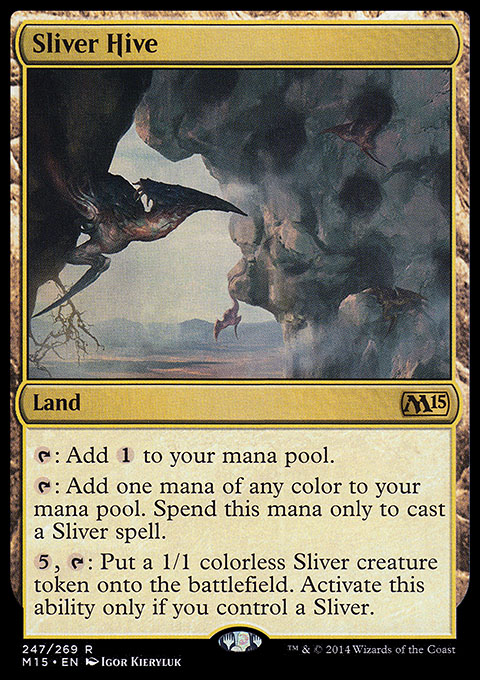 Sliver Hive
Land
M15
: Add 1 to your mana pool.
: Add one mana of any color to your
mana pool. Spend this mana only to cast
a Sliver spell.
5, : Put a 1/1 colorless Sliver creature
token onto the battlefield. Activate this
ability only if you control a Sliver.
247/269 R
M15 • EN Igor Kieryluk
™ & © 2014 Wizards of the Coast